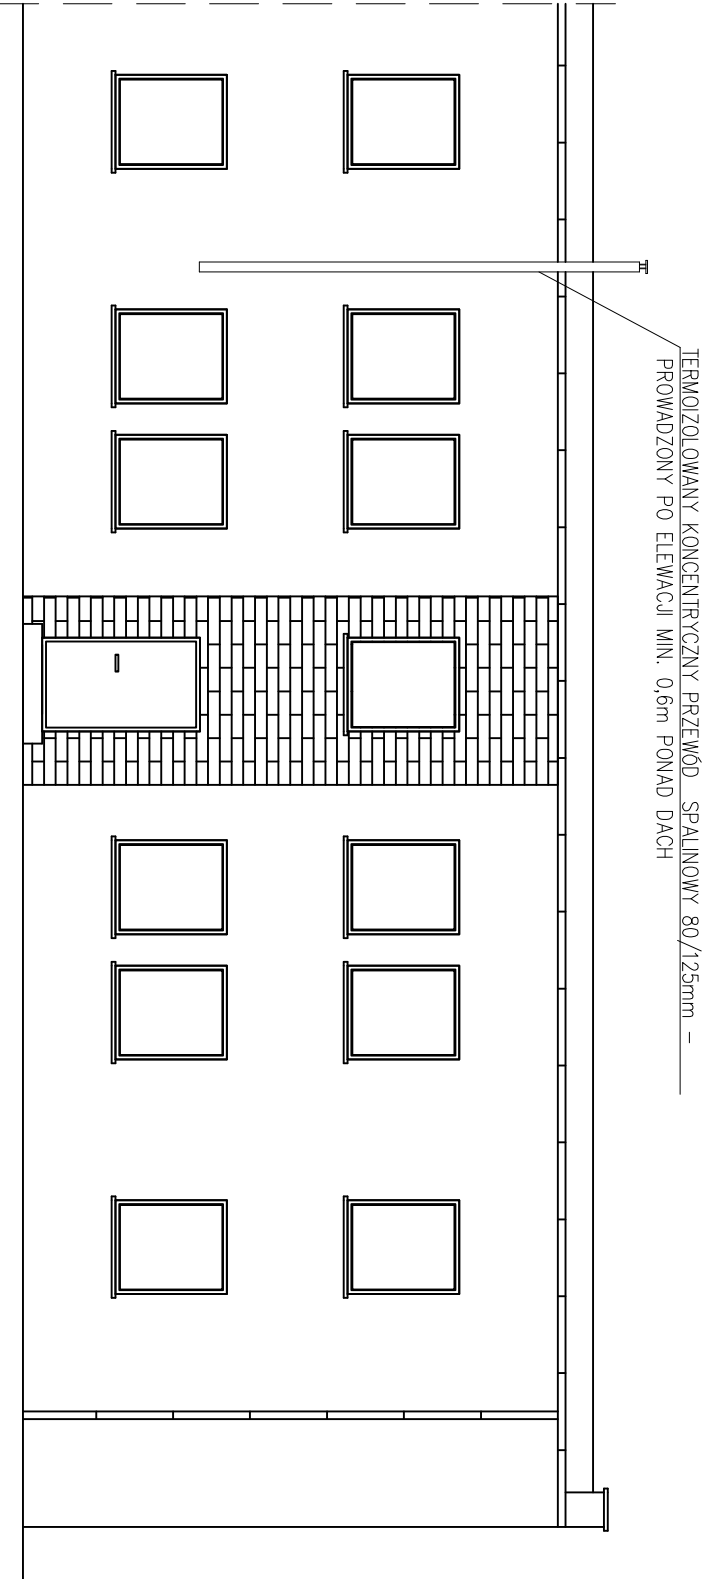 TERMOIZOLOWANY KONCENTRYCZNY PRZEWÓD SPALINOWY 80/125mm –
PROWADZONY PO ELEWACJI MIN. 0,6m PONAD DACH